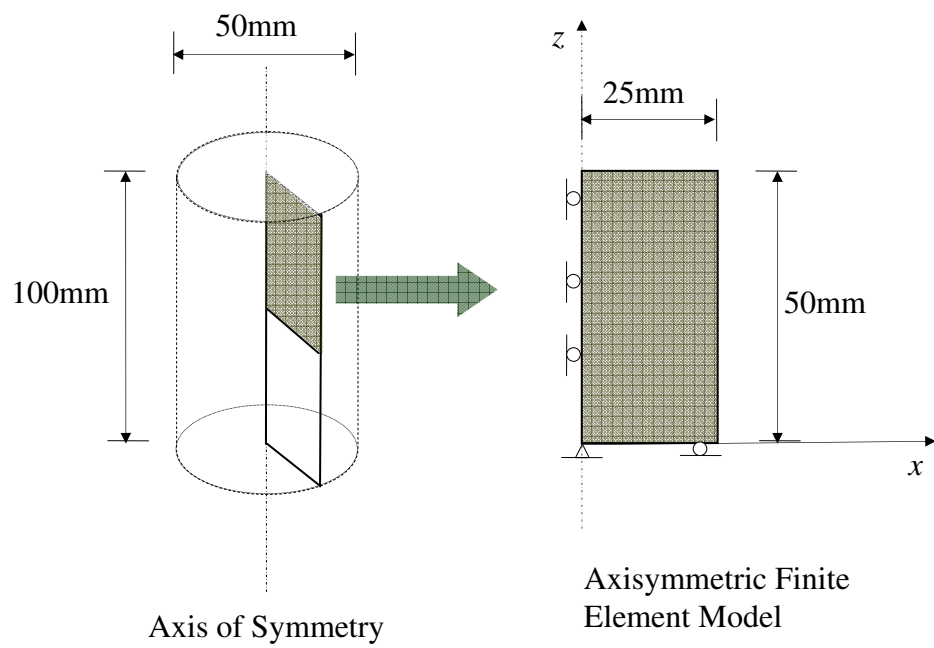 50mm
z
25mm
100mm
50mm
x
Axisymmetric Finite
Element Model
Axis of Symmetry